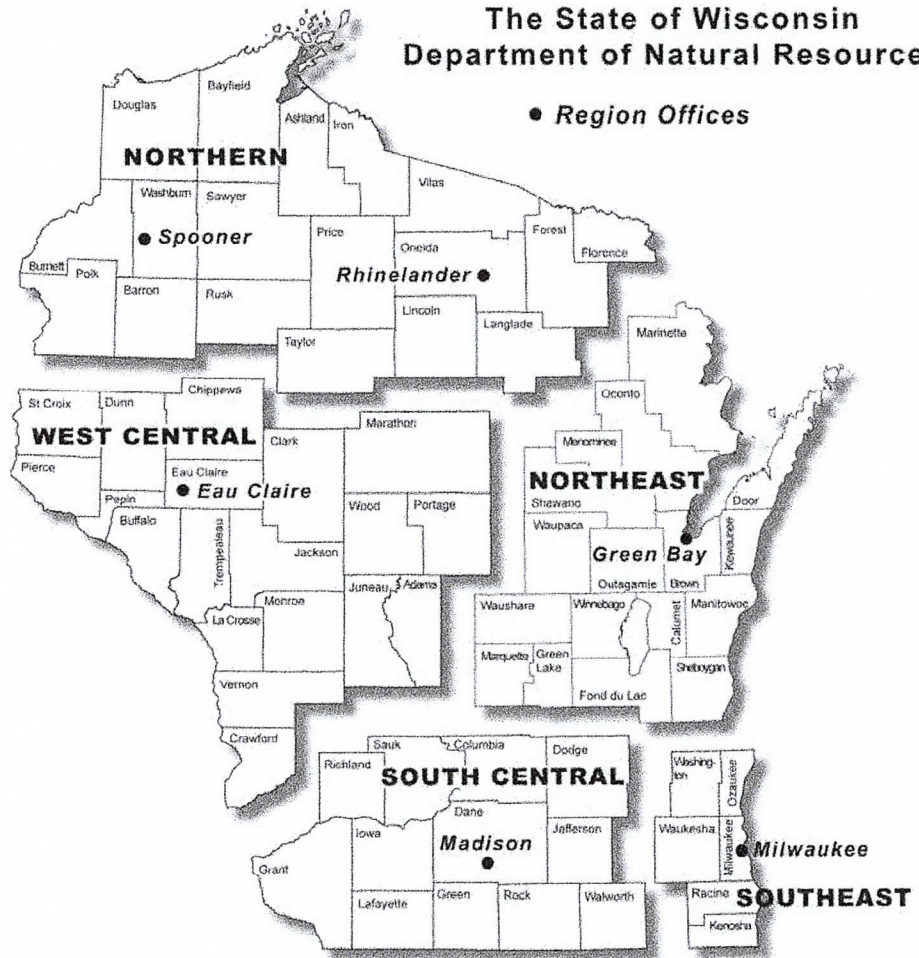 The State of Wisconsin
Department of Natural Resource
Region Offices
Bayfield
Douglas
Ashland
Iron
NORTHERN
Vilas
Washburn
Sawyer
Forest
Price
Oneida
Florence
Spooner
Burnett
Polk
Rhinelander
Barron
Rusk
Lincoln
Langlade
Taylor
Marinette
Chippewa
St Croix
Dunn
Oconto
Marathon
WEST CENTRAL
Clark
Menominee
Pierce
Eau Claire
Eau Claire
NORTHEAST
Pepin
Wood
Portage
Shawano
Door
Buffalo
Waupaca
Trempealeau
Kewaunee
Jackson
Green Bay
Juneau
Adams
Outagamie
Brown
Monroe
Waushara
Winnebago
Calumet
Manitowoc
La Crosse
Marquette
Green
Lake
Sheboygan
Vernon
Fond du Lac
Crawford
Sauk
Columbia
Dodge
Richland
Washing-
ton
Ozaukee
SOUTH CENTRAL
Dane
Iowa
Jefferson
Waukesha
Milwaukee
Madison
Milwaukee
Grant
Racine
SOUTHEAST
Lafayette
Green
Rock
Walworth
Kenosha